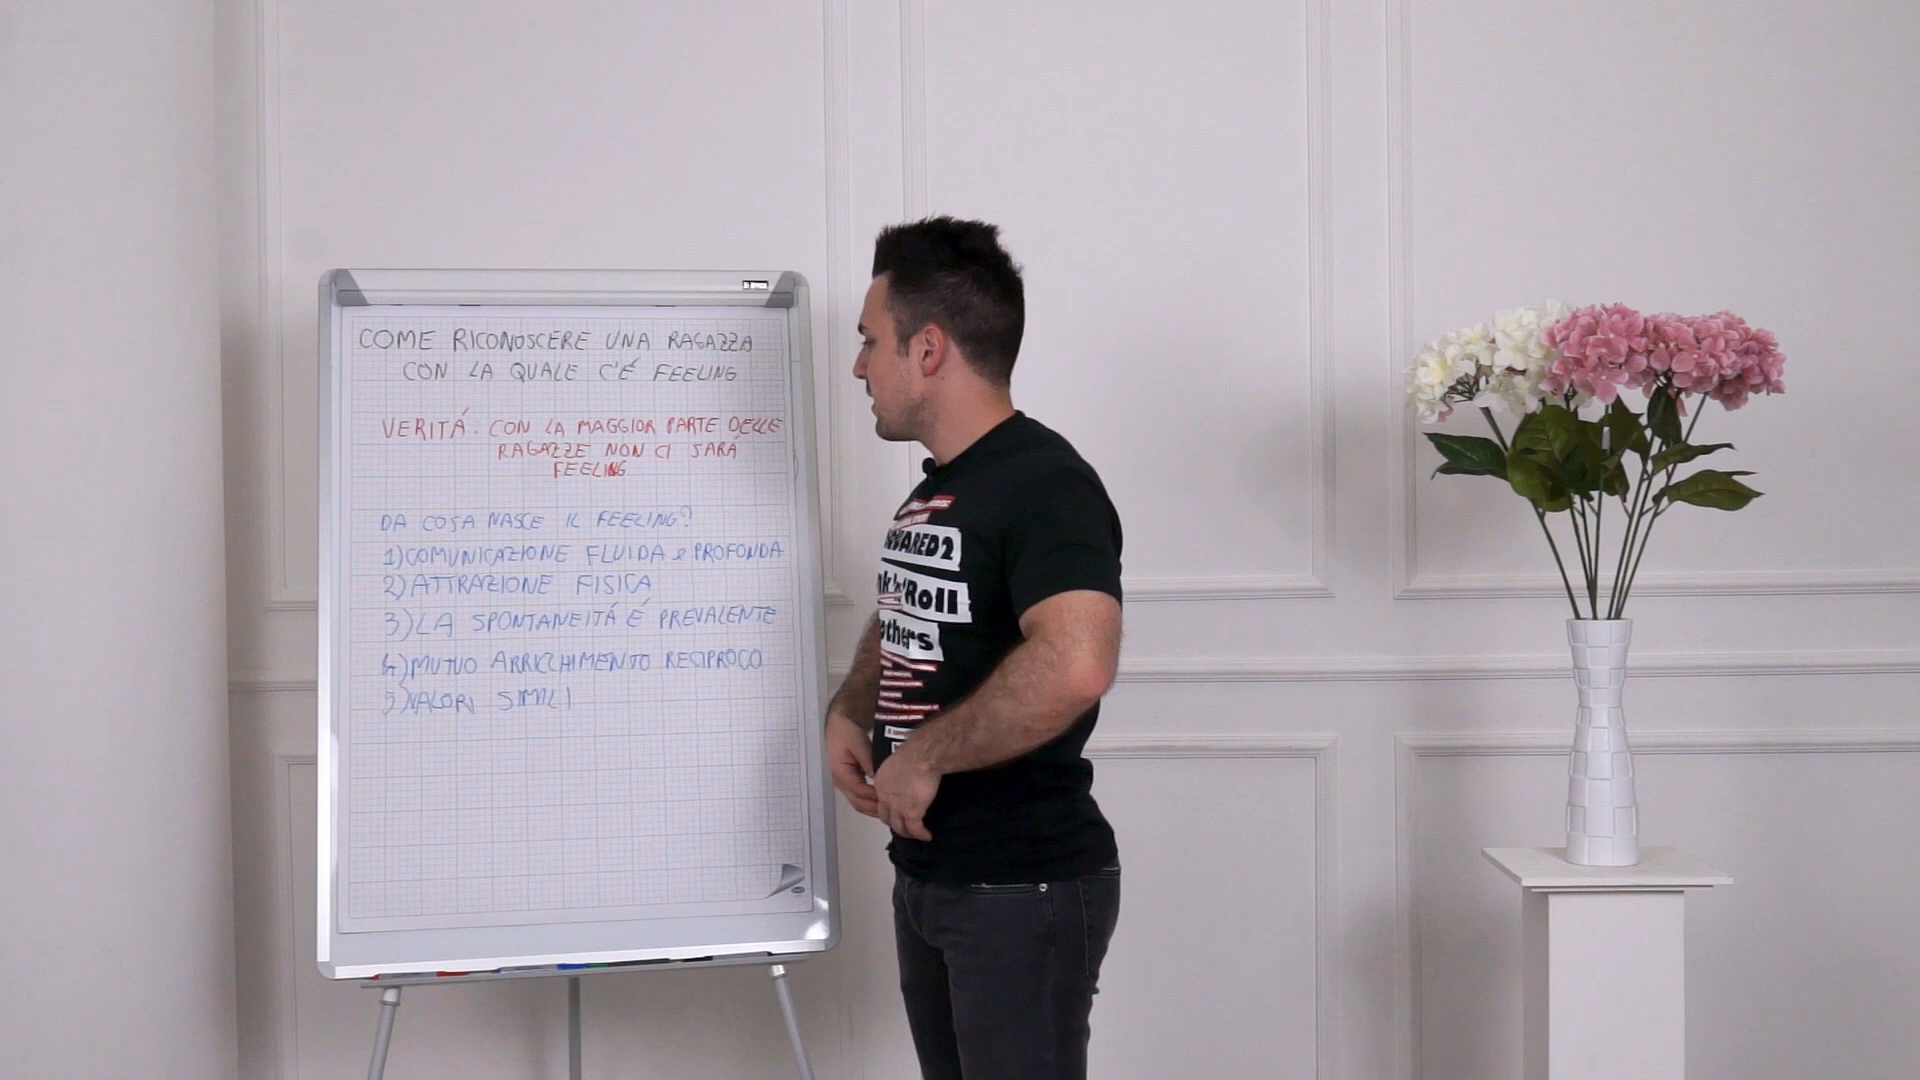 COME RICONOSCERE UNA RAGAZZA
CON LA QUALE C'É FEELING
VERITÁ: CON LA MAGGIOR PARTE DELLE
RAGAZZE NON CI SARÁ
FEELING
DA COSA NASCE IL FEELING?
1)COMUNICAZIONE FLUIDA e PROFONDA
2)ATTRAZIONE FISICA
3)LA SPONTANEITÁ É PREVALENTE
4)MUTUO ARRICCHIMENTO RECIPROCO
5)VALORI SIMILI
Roll